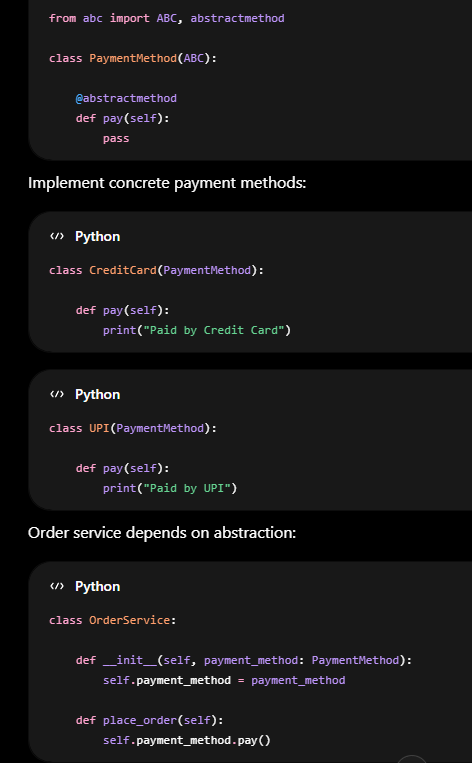 from abc import ABC, abstractmethod
class PaymentMethod(ABC):
    @abstractmethod
    def pay(self):
        pass
Implement concrete payment methods:
</> Python
class CreditCard(PaymentMethod):
    def pay(self):
        print("Paid by Credit Card")
</> Python
class UPI(PaymentMethod):
    def pay(self):
        print("Paid by UPI")
Order service depends on abstraction:
</> Python
class OrderService:
    def __init__(self, payment_method: PaymentMethod):
        self.payment_method = payment_method
    def place_order(self):
        self.payment_method.pay()